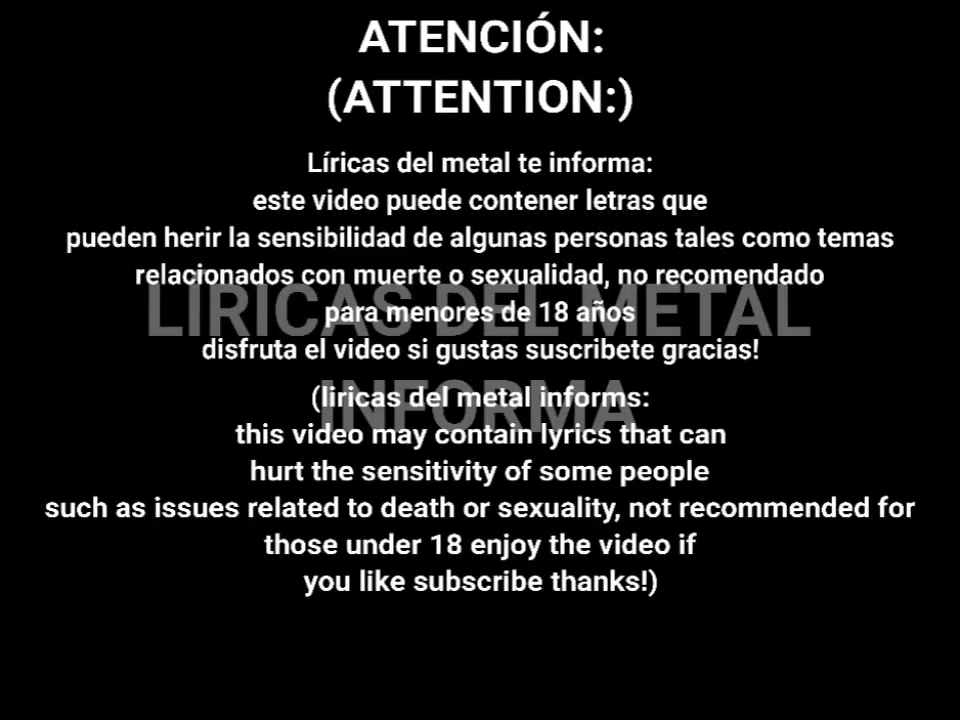 ATENCIÓN:
(ATTENTION:)
Líricas del metal te informa:
este video puede contener letras que
pueden herir la sensibilidad de algunas personas tales como temas
relacionados con muerte o sexualidad, no recomendado
para menores de 18 años
disfruta el video si gustas suscribete gracias!
LÍRICAS DEL METAL
INFORMA
(liricas del metal informs:
this video may contain lyrics that can
hurt the sensitivity of some people
such as issues related to death or sexuality, not recommended for
those under 18 enjoy the video if
you like subscribe thanks!)